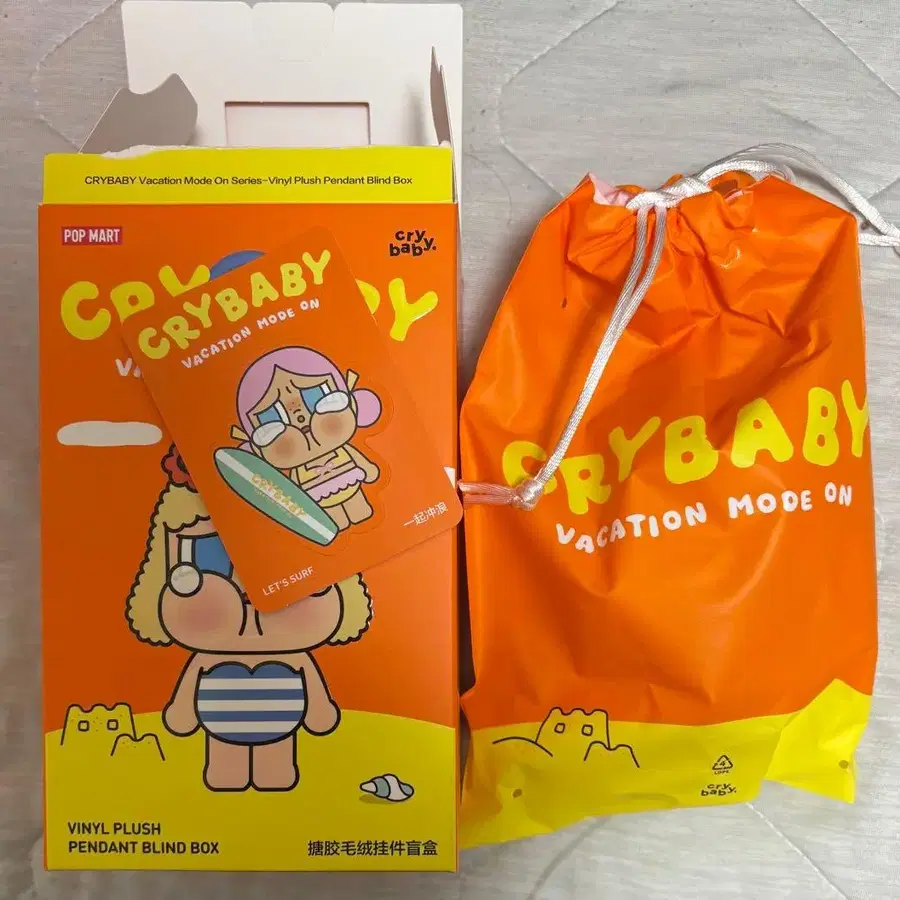 CRYBABY Vacation Mode On Series-Vinyl Plush Pendant Blind Box
POP MART
cry
baby.
CRYBABY
VACATION MODE ON
CRYBABY
一起冲浪
LET'S SURF
VINYL PLUSH
PENDANT BLIND BOX
搪胶毛绒挂件盲盒
CRYBABY
VACATION MODE ON
4
LDPE
cry
baby.